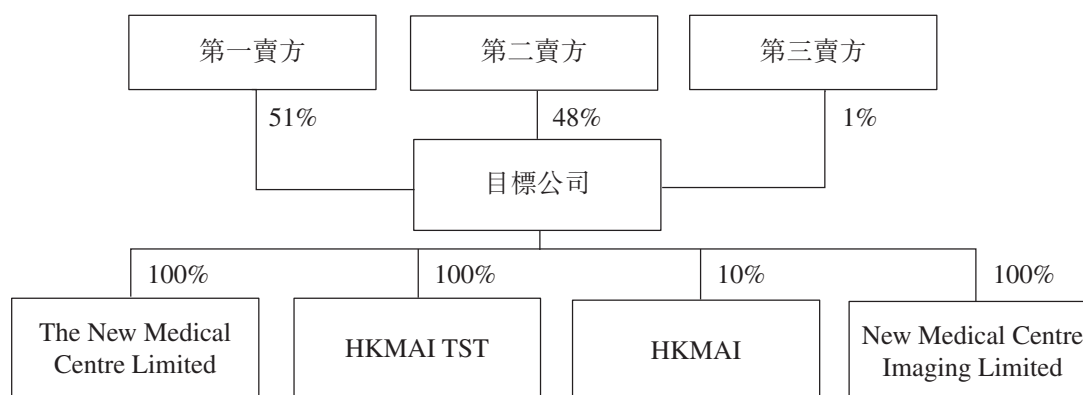 第一賣方
第二賣方
第三賣方
51%
48%
1%
目標公司
100%
100%
10%
100%
The New Medical
Centre Limited
HKMAI TST
HKMAI
New Medical Centre
Imaging Limited